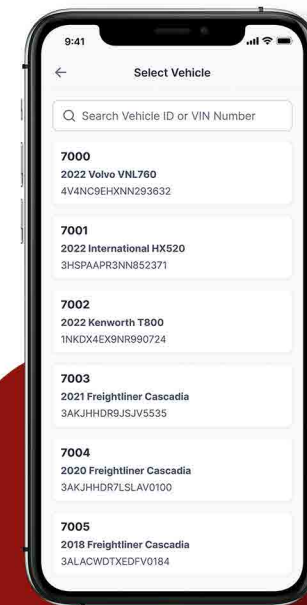 9:41
Select Vehicle
Search Vehicle ID or VIN Number
7000
2022 Volvo VNL760
4V4NC9EHXNN293632
7001
2022 International HX520
3HSPAAPR3NN852371
7002
2022 Kenworth T800
1NKDX4EX9NR990724
7003
2021 Freightliner Cascadia
3AKJHHDR9JSJV5535
7004
2020 Freightliner Cascadia
3AKJHHDR7LSLAV0100
7005
2018 Freightliner Cascadia
3ALACWDTXEDFV0184